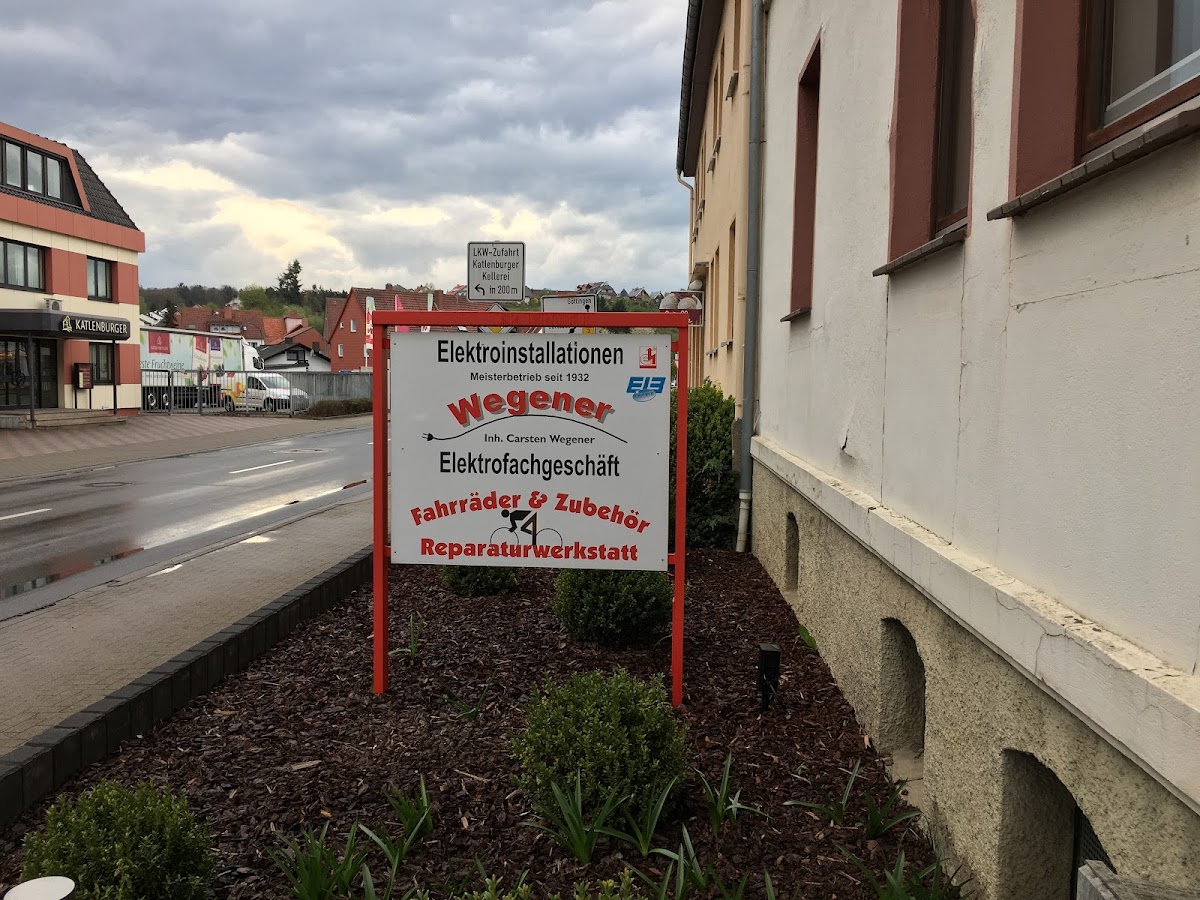 LKW-Zufahrt
Katlenburger
Kellerei
in 200 m
Göttingen
KATLENBURGER
Elektroinstallationen
Meisterbetrieb seit 1932
Wegener
Inh. Carsten Wegener
Elektrofachgeschäft
Fahrräder & Zubehör
Reparaturwerkstatt